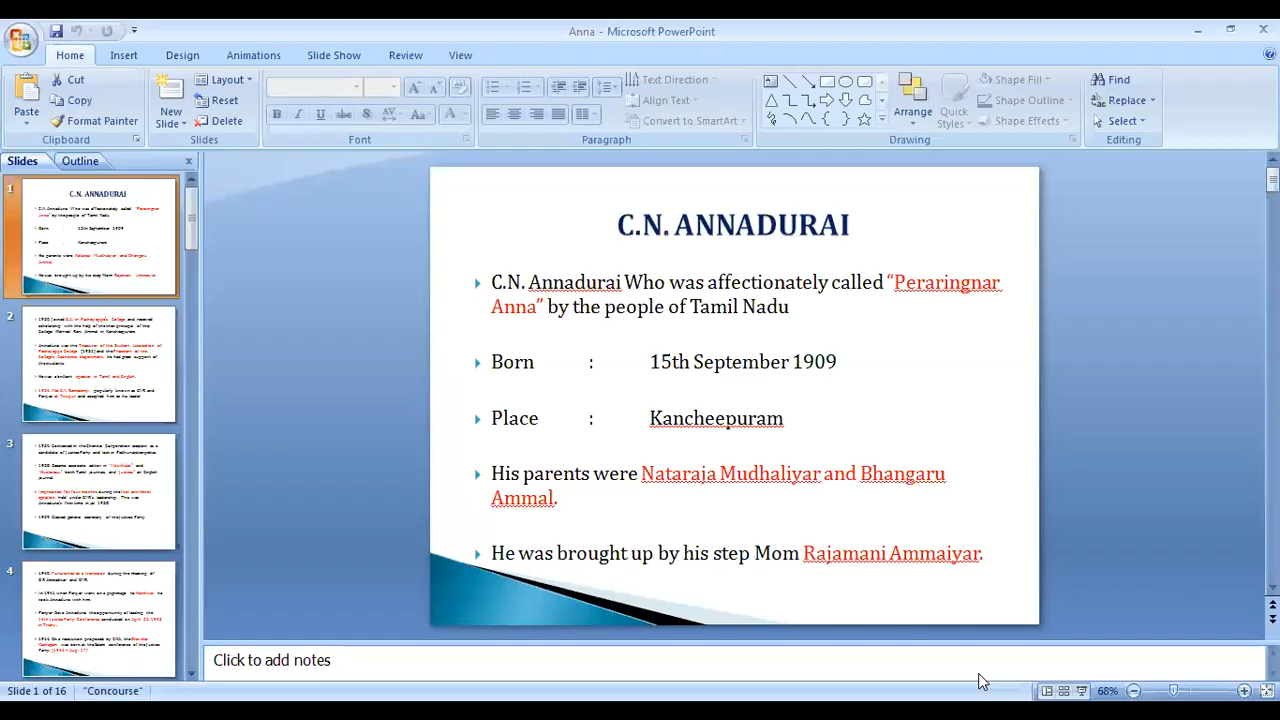 Anna - Microsoft PowerPoint
Home Insert Design Animations Slide Show Review View
Paste
Cut
Copy
Format Painter
Clipboard
New Slide
Layout
Reset
Delete
Slides
Font
Text Direction
Align Text
Convert to SmartArt
Paragraph
Arrange
Quick Styles
Shape Fill
Shape Outline
Shape Effects
Drawing
Find
Replace
Select
Editing
Slides Outline
1
C.N. ANNADURAI
2
3
4
C.N. ANNADURAI
C.N. Annadurai Who was affectionately called “Peraringnar
Anna” by the people of Tamil Nadu
Born : 15th September 1909
Place : Kancheepuram
His parents were Nataraja Mudhaliyar and Bhangaru
Ammal.
He was brought up by his step Mom Rajamani Ammaiyar.
Click to add notes
Slide 1 of 16 "Concourse" 68%